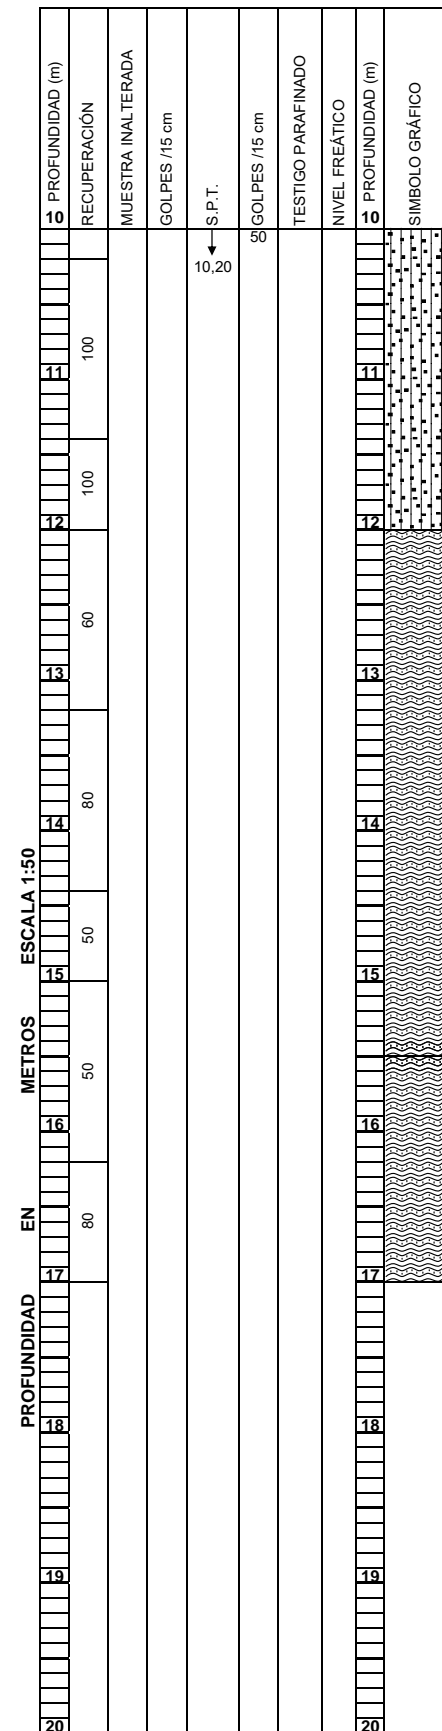 PROFUNDIDAD (m)
10
RECUPERACIÓN
MUESTRA INALTERADA
GOLPES /15 cm
S.P.T.
GOLPES /15 cm
TESTIGO PARAFINADO
NIVEL FREÁTICO
PROFUNDIDAD (m)
10
SIMBOLO GRÁFICO
50
10,20
100
11
11
100
12
12
60
13
13
80
14
14
50
15
15
50
16
16
80
17
17
18
18
19
19
20
20
PROFUNDIDAD EN METROS ESCALA 1:50